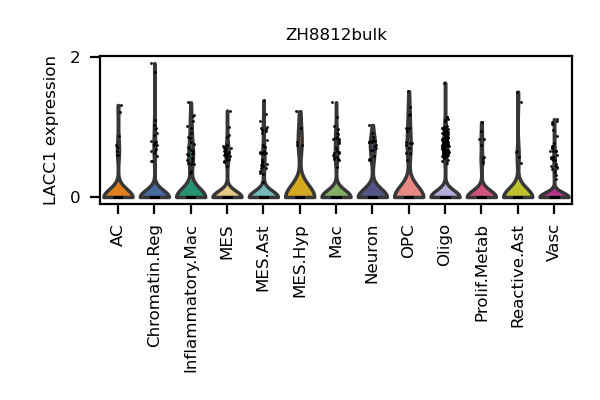 ZH8812bulk
LACC1 expression
2
0
AC
Chromatin.Reg
Inflammatory.Mac
MES
MES.Ast
MES.Hyp
Mac
Neuron
OPC
Oligo
Prolif.Metab
Reactive.Ast
Vasc